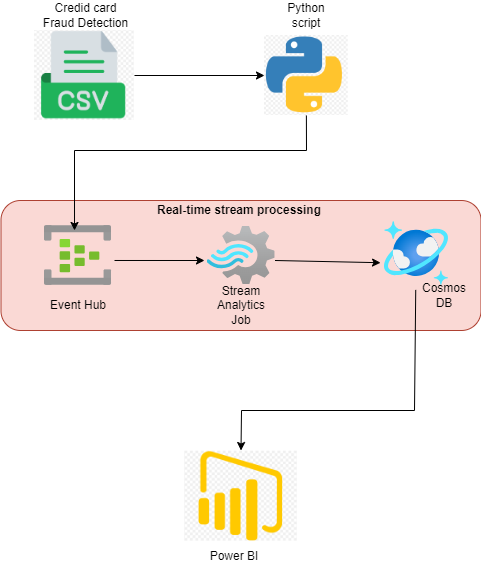 Credid card
Fraud Detection
Python
script
CSV
Real-time stream processing
Event Hub
Stream
Analytics
Job
Cosmos
DB
Power BI